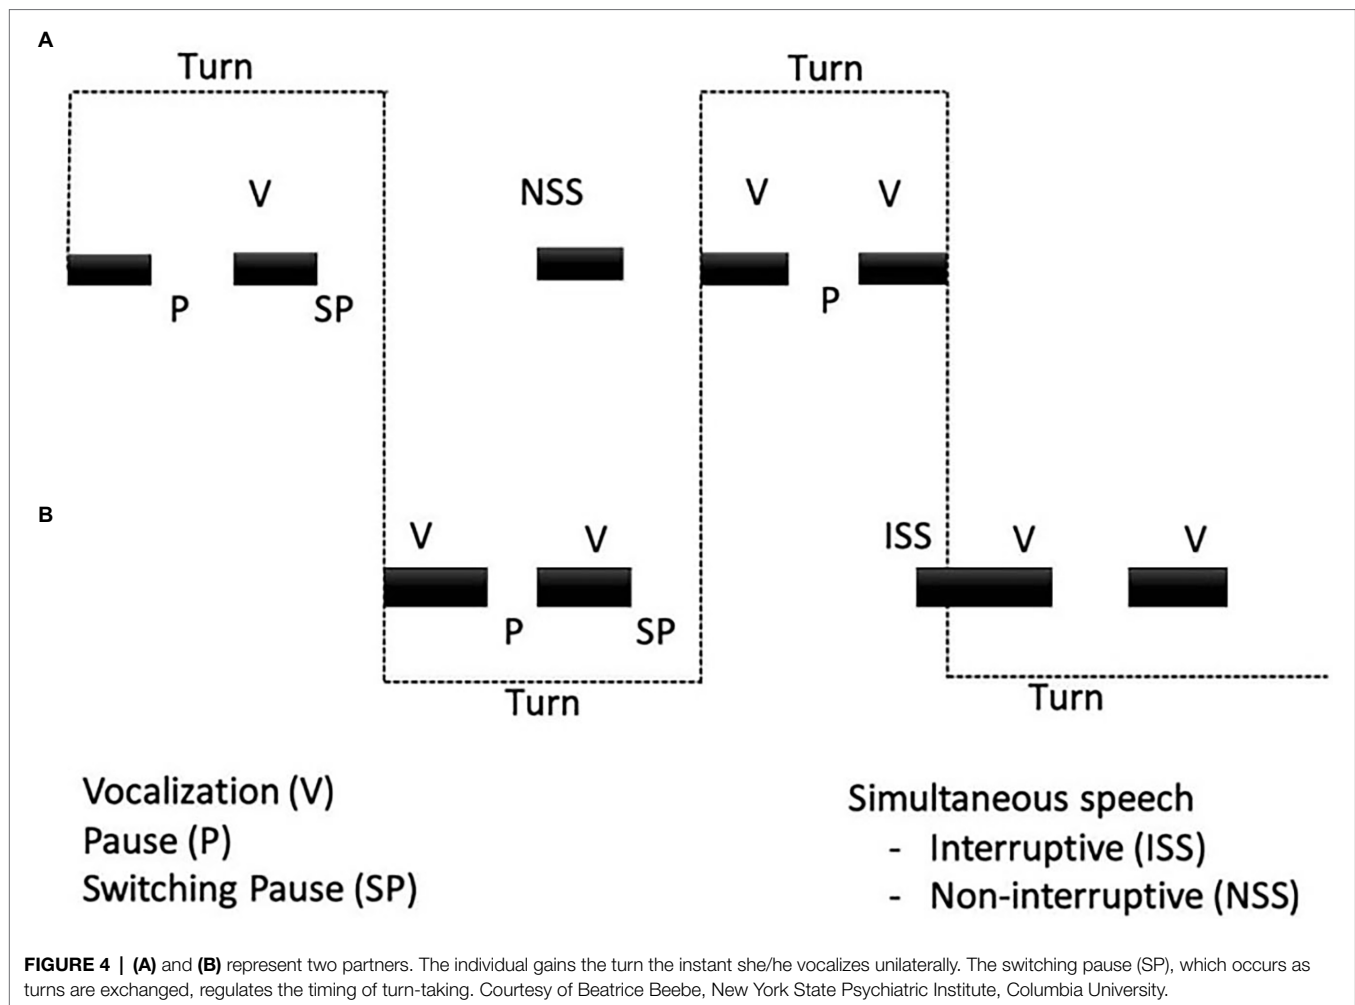 A
Turn
Turn
V
NSS
V
V
P
SP
P
B
V
V
ISS
V
V
P
SP
Turn
Turn
Vocalization (V)
Pause (P)
Switching Pause (SP)
Simultaneous speech
- Interruptive (ISS)
- Non-interruptive (NSS)
FIGURE 4 | (A) and (B) represent two partners. The individual gains the turn the instant she/he vocalizes unilaterally. The switching pause (SP), which occurs as
turns are exchanged, regulates the timing of turn-taking. Courtesy of Beatrice Beebe, New York State Psychiatric Institute, Columbia University.